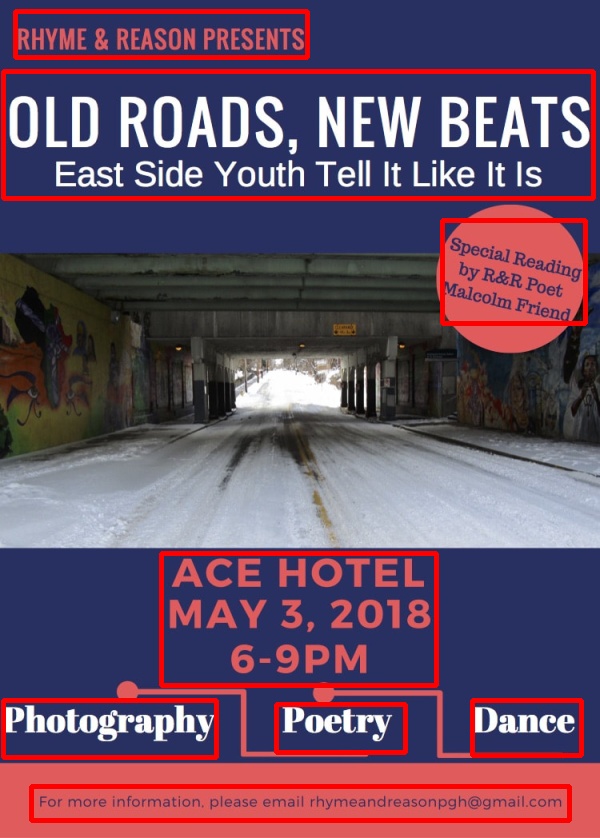 RHYME & REASON PRESENTS
OLD ROADS, NEW BEATS
East Side Youth Tell It Like It Is
Special Reading
by R&R Poet
Malcolm Friend
ACE HOTEL
MAY 3, 2018
6-9PM
Photography Poetry Dance
For more information, please email rhymeandreasonpgh@gmail.com